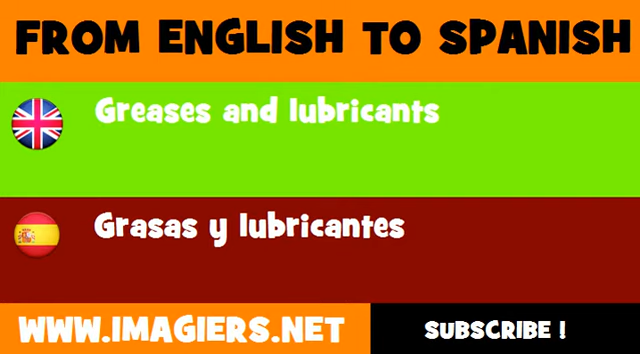 FROM ENGLISH TO SPANISH
Greases and lubricants
Grasas y lubricantes
WWW.IMAGIERS.NET
SUBSCRIBE !